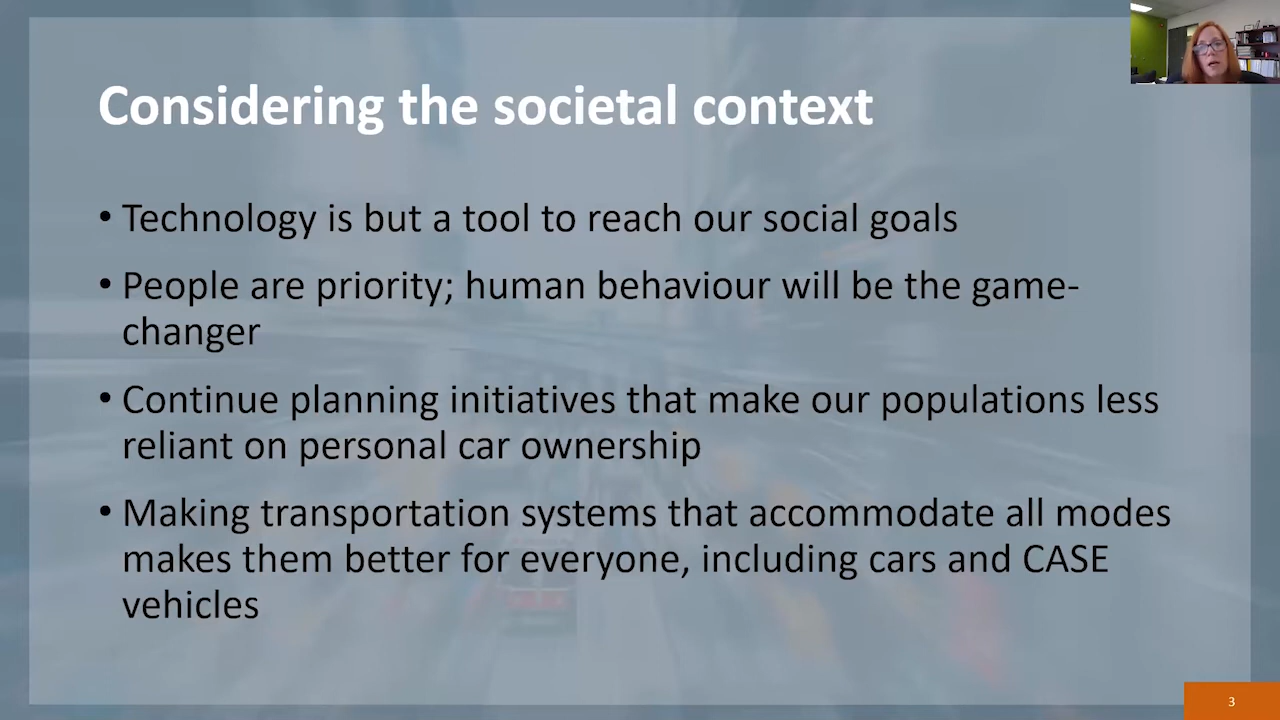 Considering the societal context
• Technology is but a tool to reach our social goals
• People are priority; human behaviour will be the game-
changer
• Continue planning initiatives that make our populations less
reliant on personal car ownership
• Making transportation systems that accommodate all modes
makes them better for everyone, including cars and CASE
vehicles
3